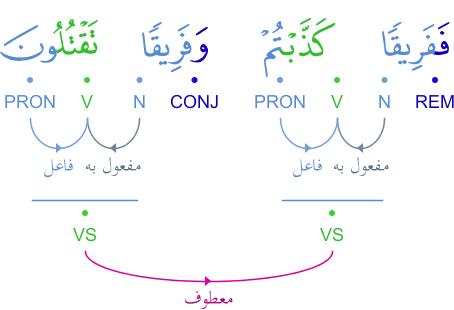 فَفَرِيقًا كَذَّبْتُمْ وَفَرِيقًا تَقْتُلُونَ
REM N V PRON CONJ N V PRON
مفعول به فاعل مفعول به فاعل
VS VS
معطوف